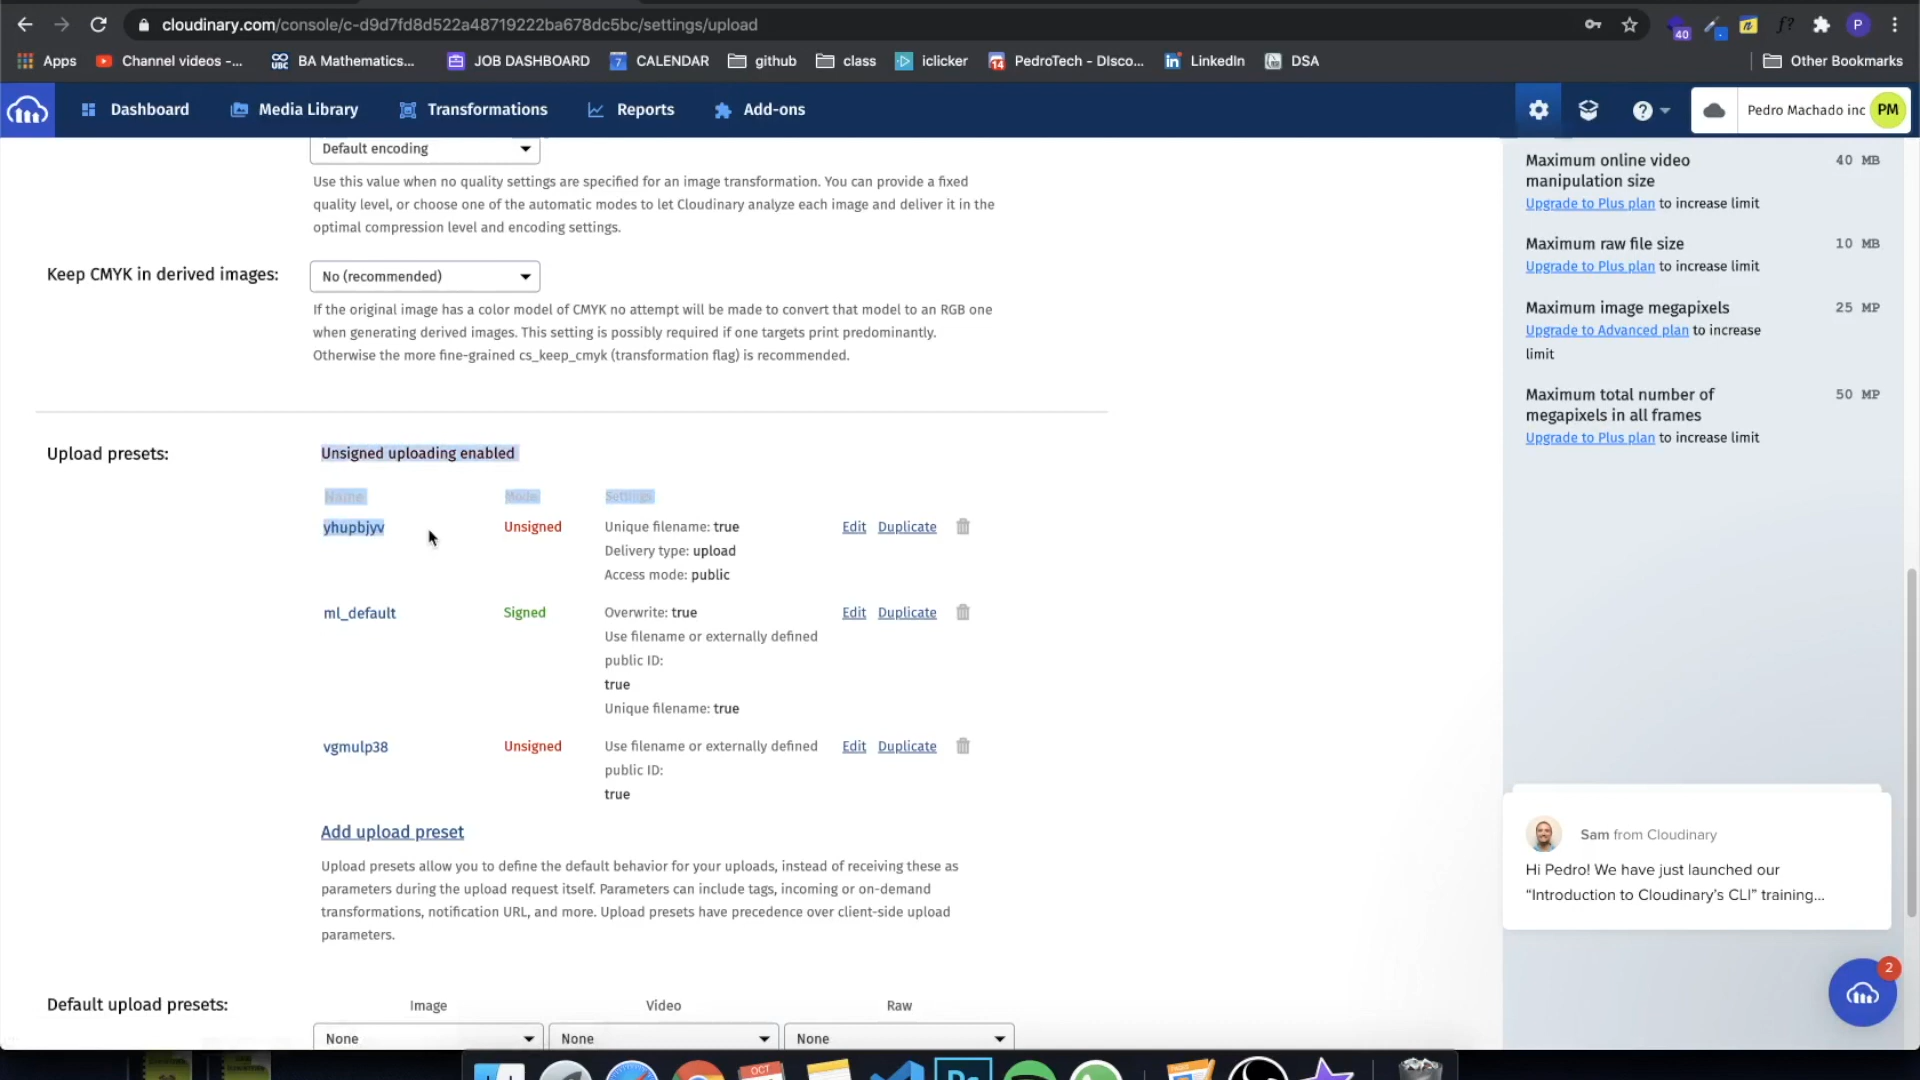 cloudinary.com/console/c-d9d7fd8d522a48719222ba678dc5bc/settings/upload
40
P
Apps
Channel videos -...
BA Mathematics...
JOB DASHBOARD
7
CALENDAR
github
class
iclicker
14
PedroTech - DIsco...
LinkedIn
DSA
Other Bookmarks
Dashboard
Media Library
Transformations
Reports
Add-ons
Pedro Machado inc
PM
Default encoding
Use this value when no quality settings are specified for an image transformation. You can provide a fixed
quality level, or choose one of the automatic modes to let Cloudinary analyze each image and deliver it in the
optimal compression level and encoding settings.
Keep CMYK in derived images:
No (recommended)
If the original image has a color model of CMYK no attempt will be made to convert that model to an RGB one
when generating derived images. This setting is possibly required if one targets print predominantly.
Otherwise the more fine-grained cs_keep_cmyk (transformation flag) is recommended.
Upload presets:
Unsigned uploading enabled
Name
Mode
Settings
yhupbjyv
Unsigned
Unique filename: true
Delivery type: upload
Access mode: public
Edit
Duplicate
ml_default
Signed
Overwrite: true
Use filename or externally defined
public ID:
true
Unique filename: true
Edit
Duplicate
vgmulp38
Unsigned
Use filename or externally defined
public ID:
true
Edit
Duplicate
Add upload preset
Upload presets allow you to define the default behavior for your uploads, instead of receiving these as
parameters during the upload request itself. Parameters can include tags, incoming or on-demand
transformations, notification URL, and more. Upload presets have precedence over client-side upload
parameters.
Default upload presets:
Image
Video
Raw
None
None
None
Maximum online video
manipulation size
40 MB
Upgrade to Plus plan to increase limit
Maximum raw file size
10 MB
Upgrade to Plus plan to increase limit
Maximum image megapixels
25 MP
Upgrade to Advanced plan to increase
limit
Maximum total number of
megapixels in all frames
50 MP
Upgrade to Plus plan to increase limit
Sam from Cloudinary
Hi Pedro! We have just launched our
“Introduction to Cloudinary’s CLI” training...
2
OCT